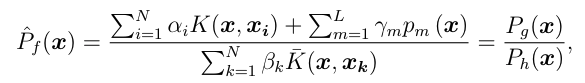 $\hat{P}_f(\boldsymbol{x}) = \frac{\sum_{i=1}^{N} \alpha_i K(\boldsymbol{x}, \boldsymbol{x_i}) + \sum_{m=1}^{L} \gamma_m p_m(\boldsymbol{x})}{\sum_{k=1}^{N} \beta_k \bar{K}(\boldsymbol{x}, \boldsymbol{x_k})} = \frac{P_g(\boldsymbol{x})}{P_h(\boldsymbol{x})},$